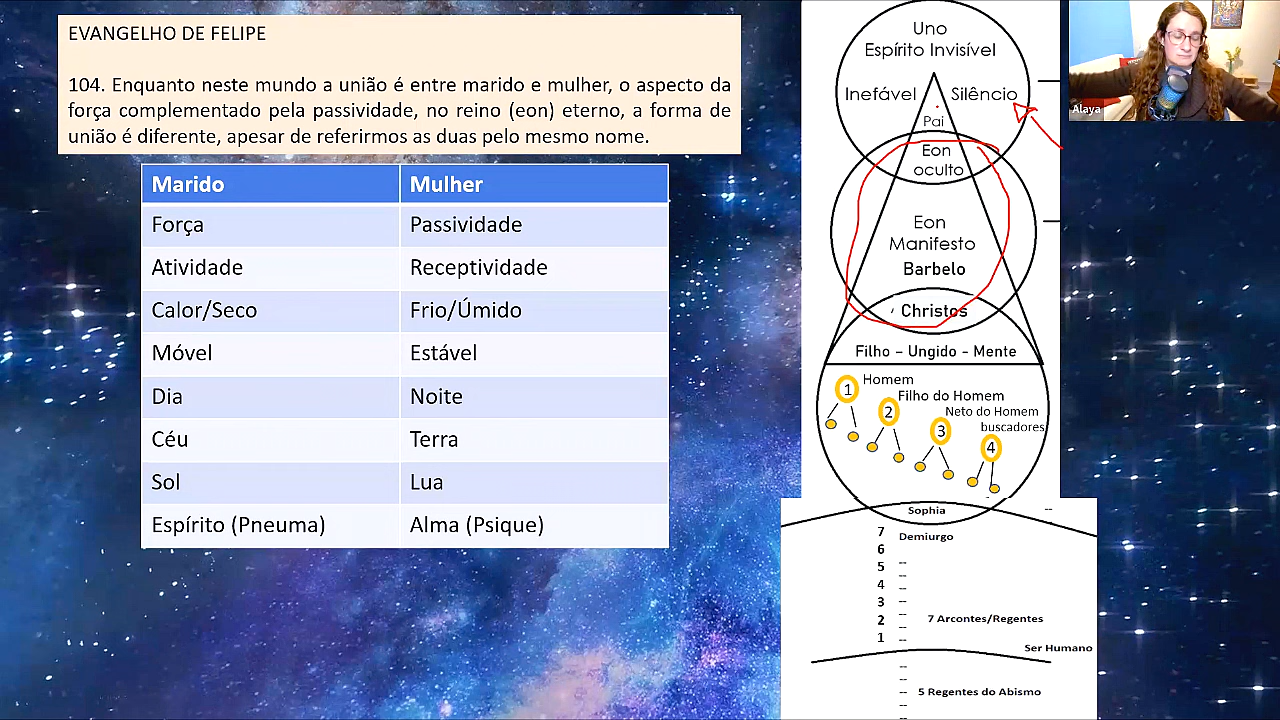 EVANGELHO DE FELIPE
104. Enquanto neste mundo a união é entre marido e mulher, o aspecto da
força complementado pela passividade, no reino (eon) eterno, a forma de
união é diferente, apesar de referirmos as duas pelo mesmo nome.
Marido Mulher
Força Passividade
Atividade Receptividade
Calor/Seco Frio/Úmido
Móvel Estável
Dia Noite
Céu Terra
Sol Lua
Espírito (Pneuma) Alma (Psique)
Uno
Espírito Invisível
Inefável Silêncio
Pai
Eon
oculto
Eon
Manifesto
Barbelo
Christos
Filho – Ungido - Mente
1 Homem
2 Filho do Homem
3 Neto do Homem
buscadores
4
Sophia --
7 Demiurgo
6
5 --
4 --
3 --
2 -- 7 Arcontes/Regentes
1 --
Ser Humano
--
--
-- 5 Regentes do Abismo
--
--
Alaya